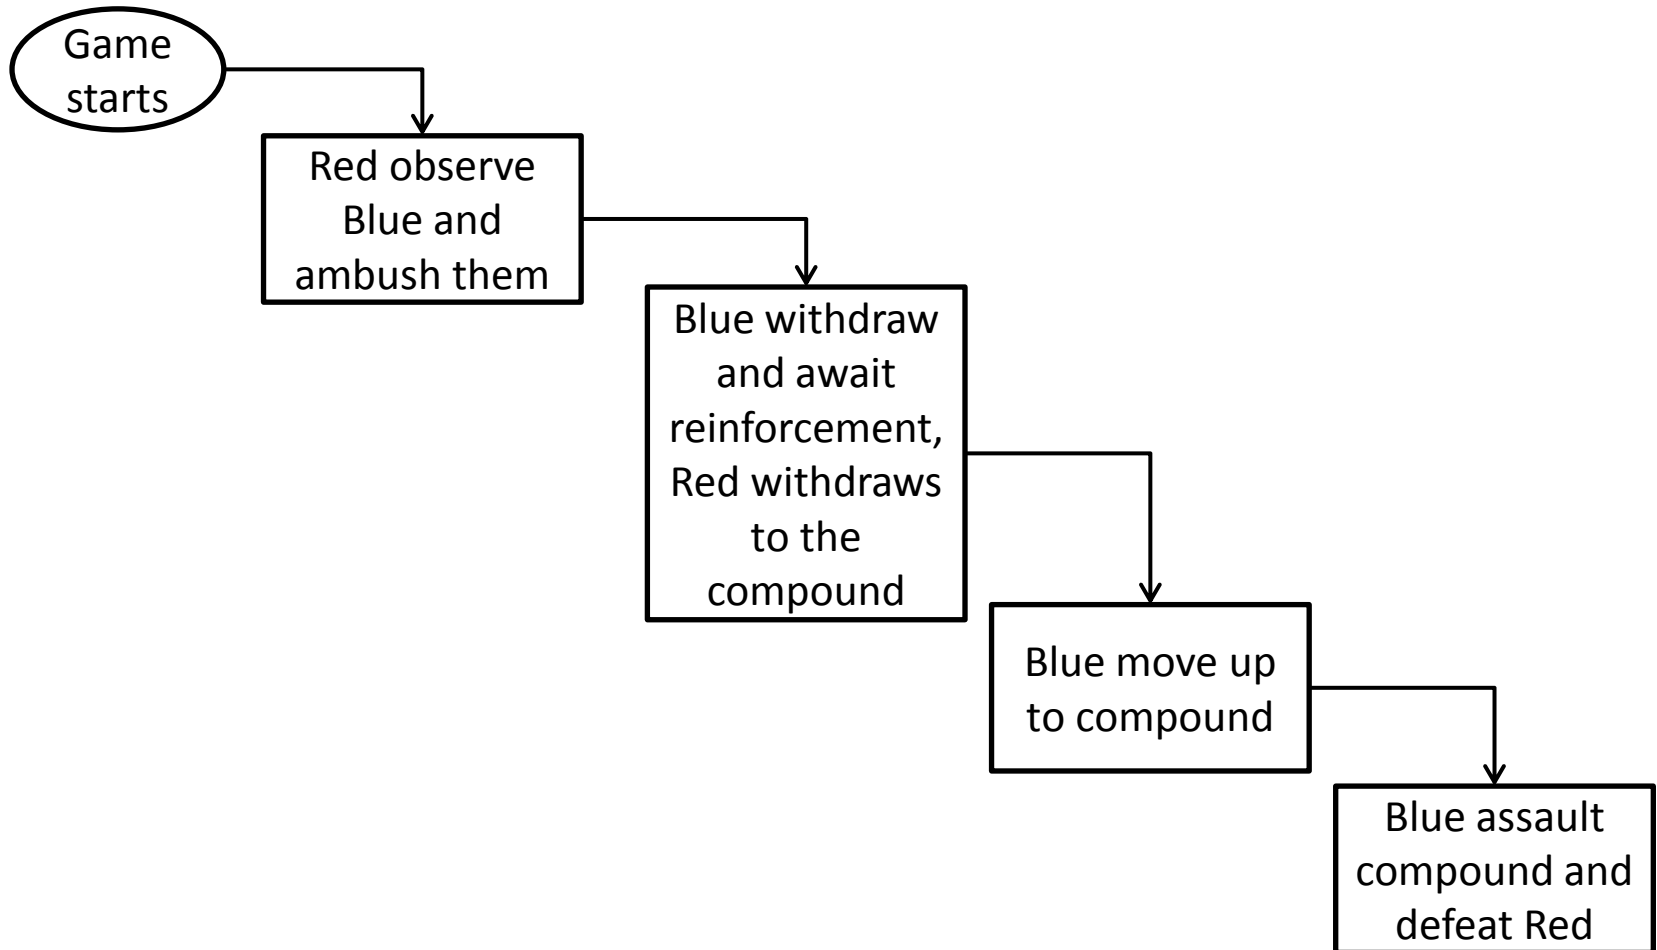 Game
starts
Red observe
Blue and
ambush them
Blue withdraw
and await
reinforcement,
Red withdraws
to the
compound
Blue move up
to compound
Blue assault
compound and
defeat Red